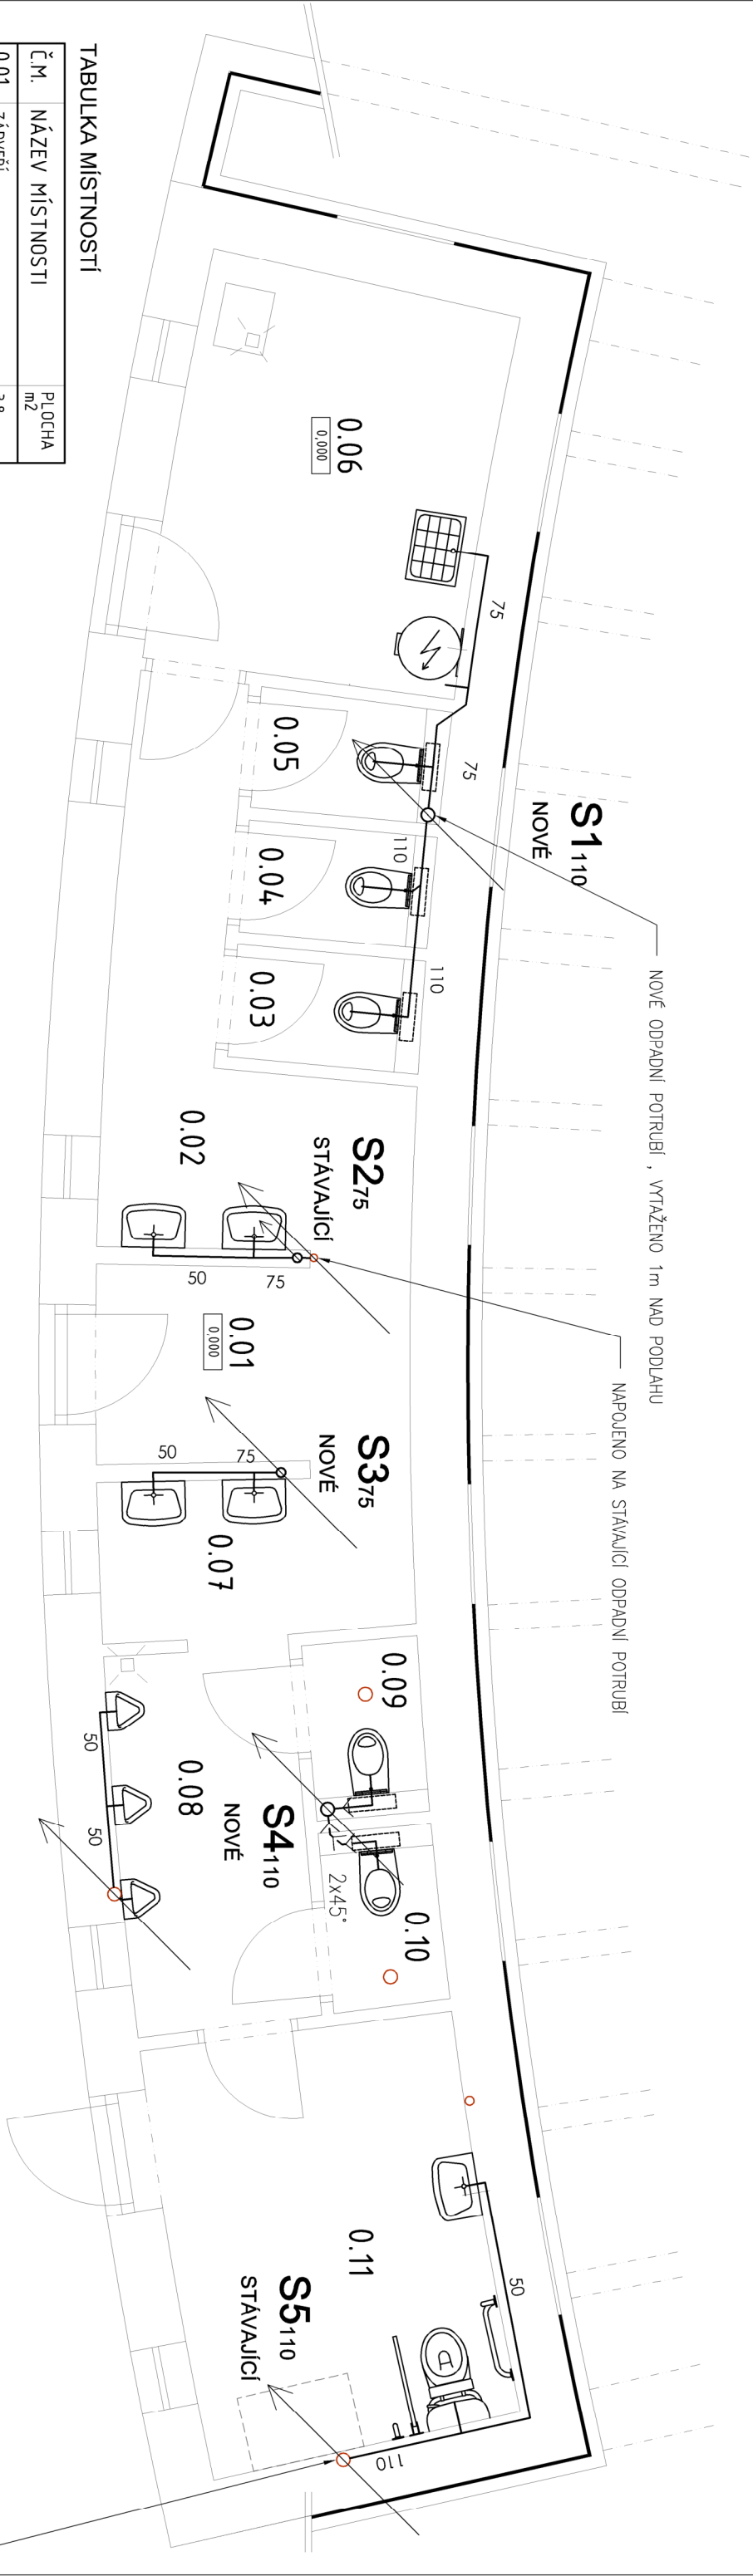 TABULKA MÍSTNOSTÍ
Č.M. NÁZEV MÍSTNOSTI PLOCHA m2
0.01
0.06
0,000
75
75
S1110
NOVÉ
NOVÉ ODPADNÍ POTRUBÍ , VYTAŽENO 1m NAD PODLAHU
0.05
110
0.04
110
0.03
0.02
S275
STÁVAJÍCÍ
NAPOJENO NA STÁVAJÍCÍ ODPADNÍ POTRUBÍ
50
75
0.01
0,000
50
75
S375
NOVÉ
0.07
0.09
50
50
0.08
S4110
NOVÉ
2x45°
0.10
0.11
50
S5110
STÁVAJÍCÍ
110